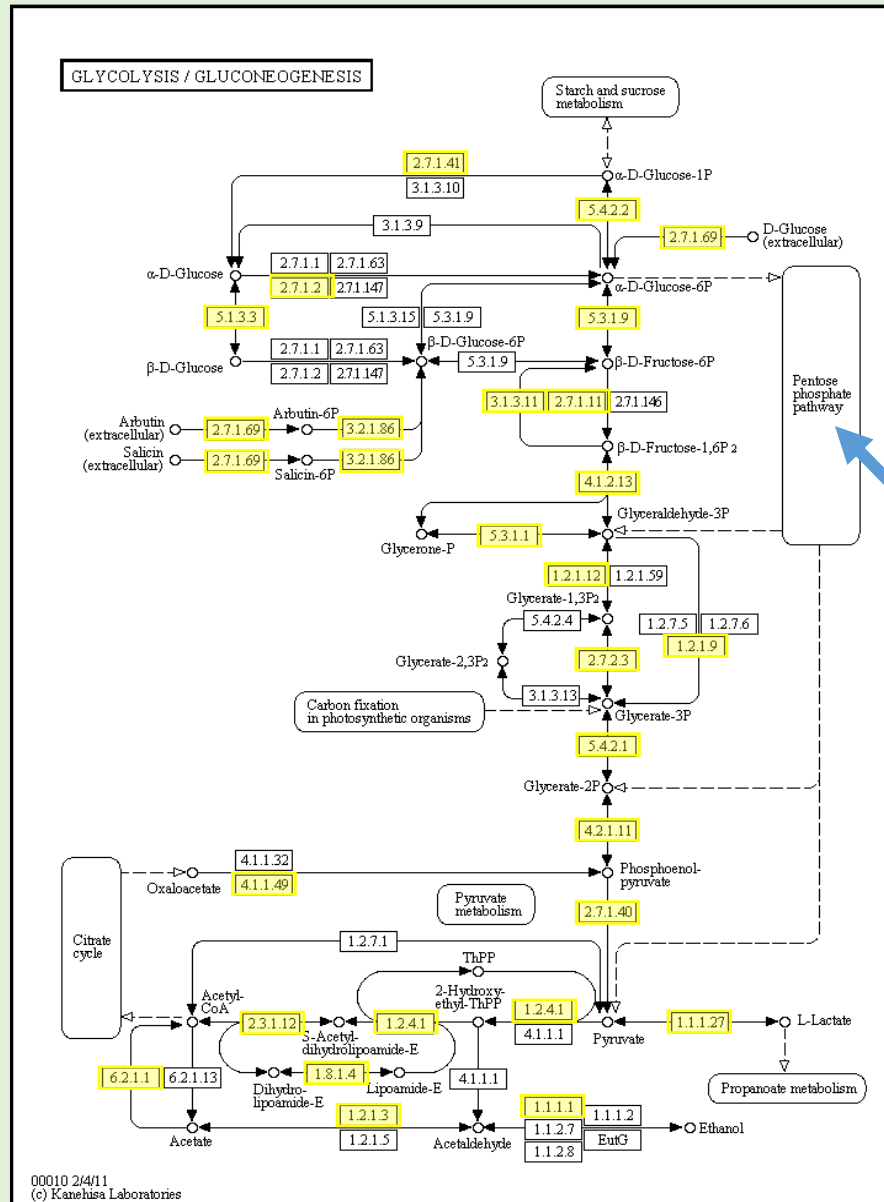 GLYCOLYSIS / GLUCONEOGENESIS
Starch and sucrose
metabolism
2.7.1.41
3.1.3.10
α-D-Glucose-1P
5.4.2.2
3.1.3.9
2.7.1.69
D-Glucose
(extracellular)
α-D-Glucose
2.7.1.1
2.7.1.63
2.7.1.2
2.7.1.147
α-D-Glucose-6P
5.1.3.3
5.1.3.15
5.3.1.9
5.3.1.9
β-D-Glucose-6P
β-D-Glucose
2.7.1.1
2.7.1.63
2.7.1.2
2.7.1.147
5.3.1.9
β-D-Fructose-6P
Pentose
phosphate
pathway
3.1.3.11
2.7.1.11
2.7.1.146
Arbutin
(extracellular)
2.7.1.69
Arbutin-6P
3.2.1.86
Salicin
(extracellular)
2.7.1.69
Salicin-6P
3.2.1.86
β-D-Fructose-1,6P2
4.1.2.13
Glyceraldehyde-3P
Glycerone-P
5.3.1.1
1.2.1.12
1.2.1.59
Glycerate-1,3P2
5.4.2.4
1.2.7.5
1.2.7.6
1.2.1.9
Glycerate-2,3P2
2.7.2.3
3.1.3.13
Carbon fixation
in photosynthetic organisms
Glycerate-3P
5.4.2.1
Glycerate-2P
4.2.1.11
4.1.1.32
4.1.1.49
Oxaloacetate
Phosphoenol-
pyruvate
Pyruvate
metabolism
2.7.1.40
Citrate
cycle
1.2.7.1
ThPP
2-Hydroxy-
ethyl-ThPP
Acetyl-
CoA
2.3.1.12
S-Acetyl-
dihydrolipoamide-E
1.2.4.1
1.2.4.1
4.1.1.1
Pyruvate
1.1.1.27
L-Lactate
6.2.1.1
6.2.1.13
Dihydro-
lipoamide-E
1.8.1.4
Lipoamide-E
4.1.1.1
Propanoate metabolism
Acetate
1.2.1.3
1.2.1.5
Acetaldehyde
1.1.1.1
1.1.1.2
1.1.2.7
EutG
1.1.2.8
Ethanol
00010 2/4/11
(c) Kanehisa Laboratories